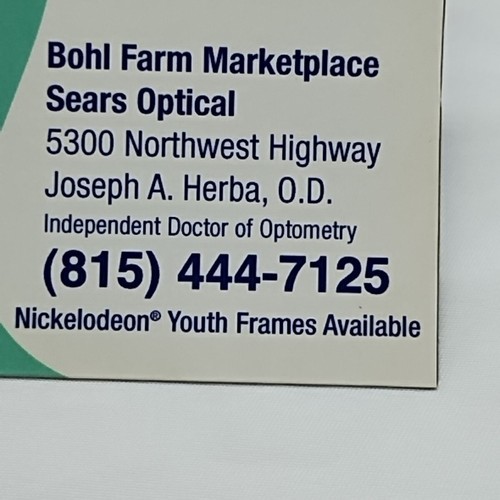 Bohl Farm Marketplace
Sears Optical
5300 Northwest Highway
Joseph A. Herba, O.D.
Independent Doctor of Optometry
(815) 444-7125
Nickelodeon® Youth Frames Available